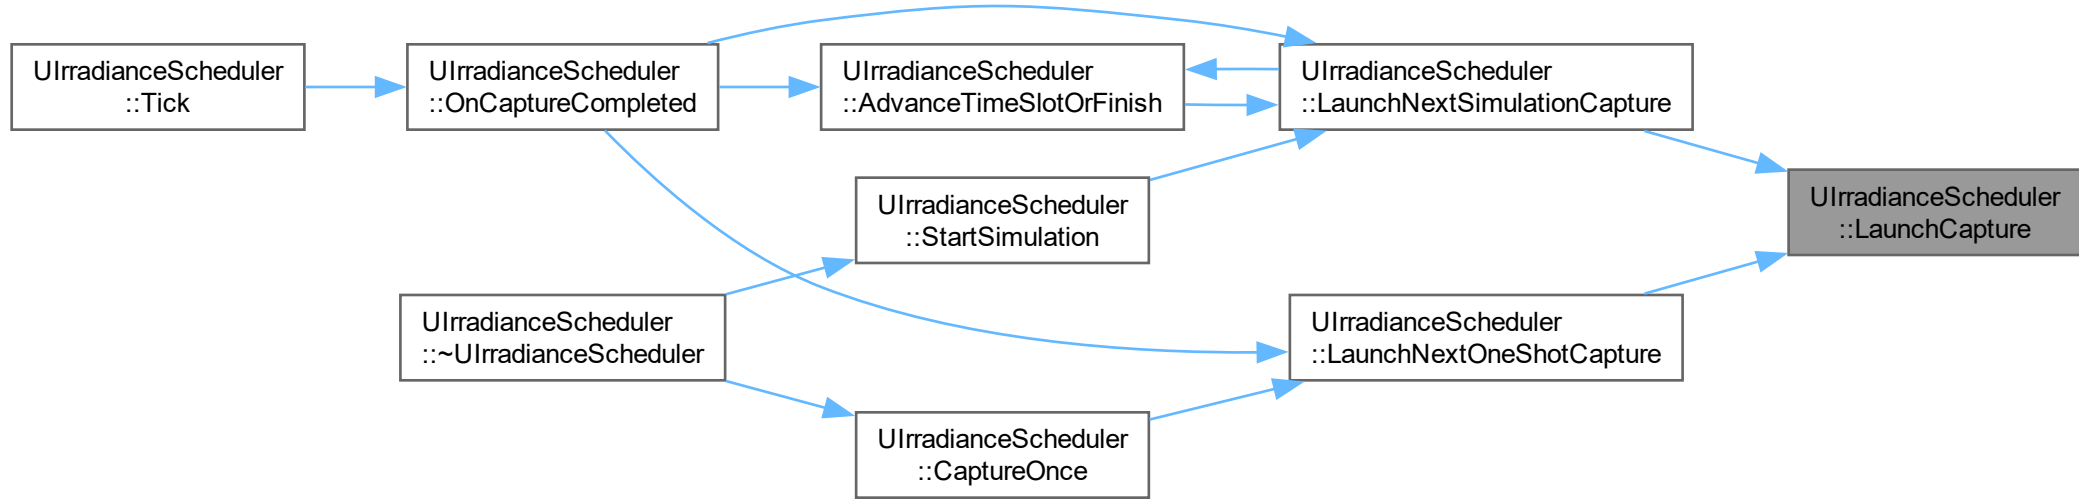 UIrradianceScheduler
::Tick
UIrradianceScheduler
::OnCaptureCompleted
UIrradianceScheduler
::AdvanceTimeSlotOrFinish
UIrradianceScheduler
::LaunchNextSimulationCapture
UIrradianceScheduler
::StartSimulation
UIrradianceScheduler
::LaunchCapture
UIrradianceScheduler
::~UIrradianceScheduler
UIrradianceScheduler
::LaunchNextOneShotCapture
UIrradianceScheduler
::CaptureOnce